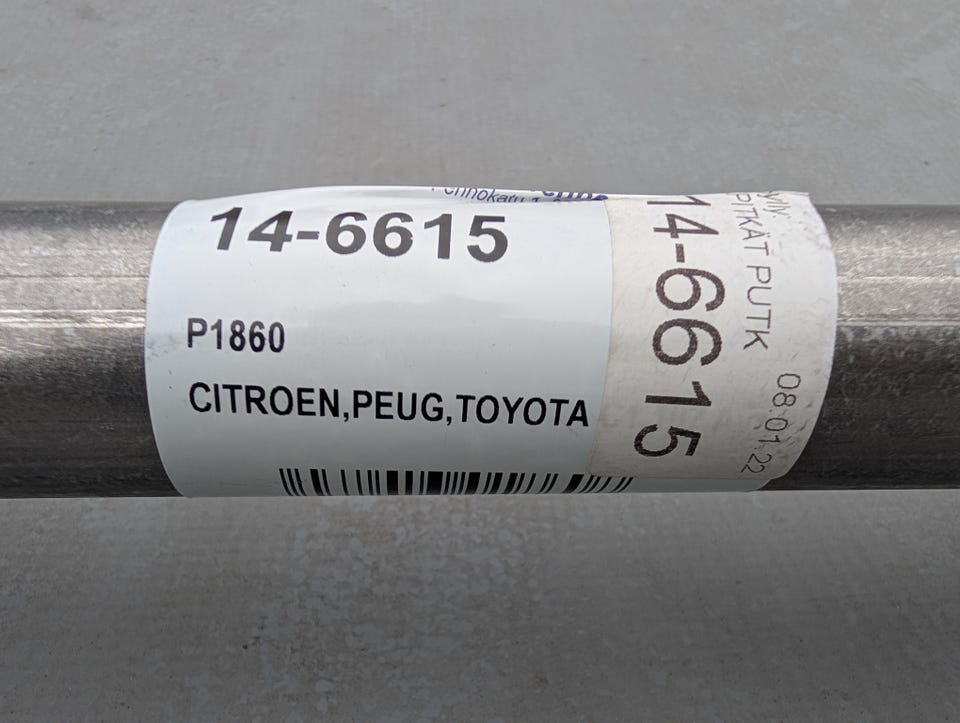 14-6615
P1860
CITROEN,PEUG,TOYOTA
PITKÄT PUTK
14-6615
08.01.22